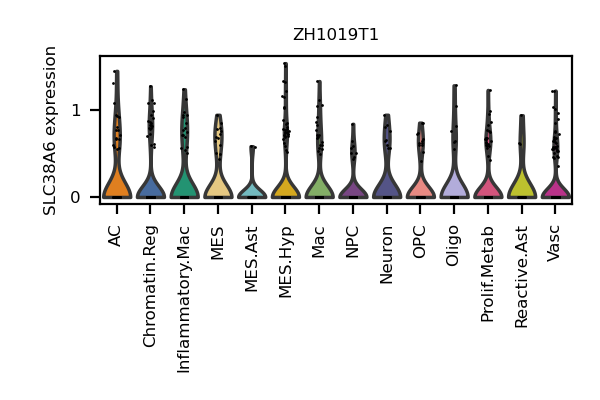 ZH1019T1
SLC38A6 expression
1
0
AC
Chromatin.Reg
Inflammatory.Mac
MES
MES.Ast
MES.Hyp
Mac
NPC
Neuron
OPC
Oligo
Prolif.Metab
Reactive.Ast
Vasc